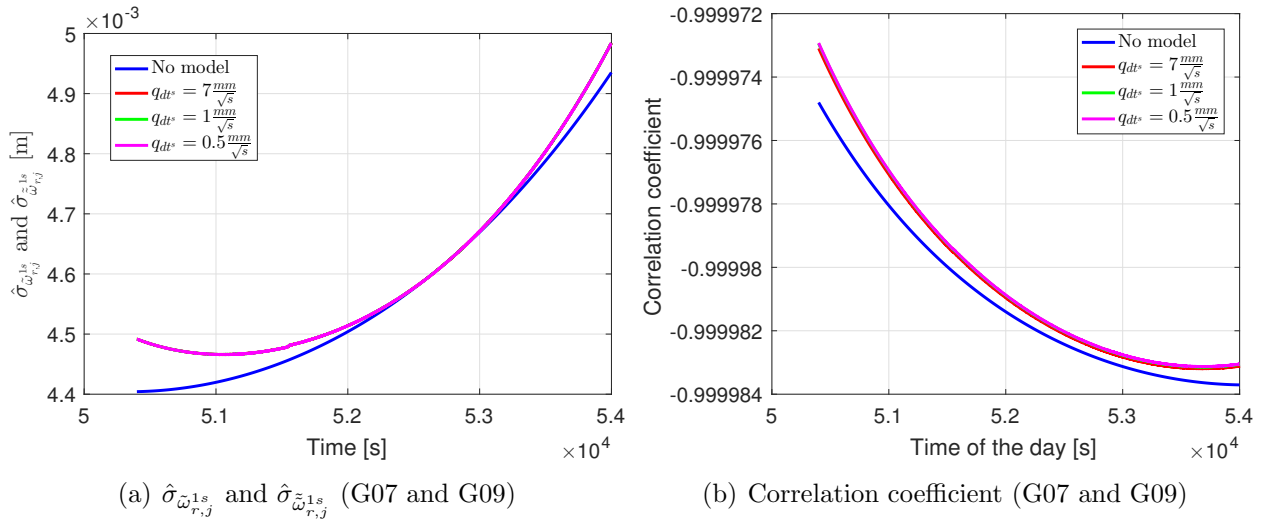 ×10⁻³
5
4.9
4.8
4.7
4.6
4.5
4.4
σ̂_{ω̃^{1s}_{r,j}} and σ̂_{ω̃̃^{1s}_{r,j}} [m]
No model
q_{dt^s} = 7 mm/√s
q_{dt^s} = 1 mm/√s
q_{dt^s} = 0.5 mm/√s
5 5.1 5.2 5.3 5.4
Time [s] ×10⁴
(a) σ̂_{ω̃^{1s}_{r,j}} and σ̂_{ω̃̃^{1s}_{r,j}} (G07 and G09)
-0.999972
-0.999974
-0.999976
-0.999978
-0.99998
-0.999982
-0.999984
Correlation coefficient
No model
q_{dt^s} = 7 mm/√s
q_{dt^s} = 1 mm/√s
q_{dt^s} = 0.5 mm/√s
5 5.1 5.2 5.3 5.4
Time of the day [s] ×10⁴
(b) Correlation coefficient (G07 and G09)